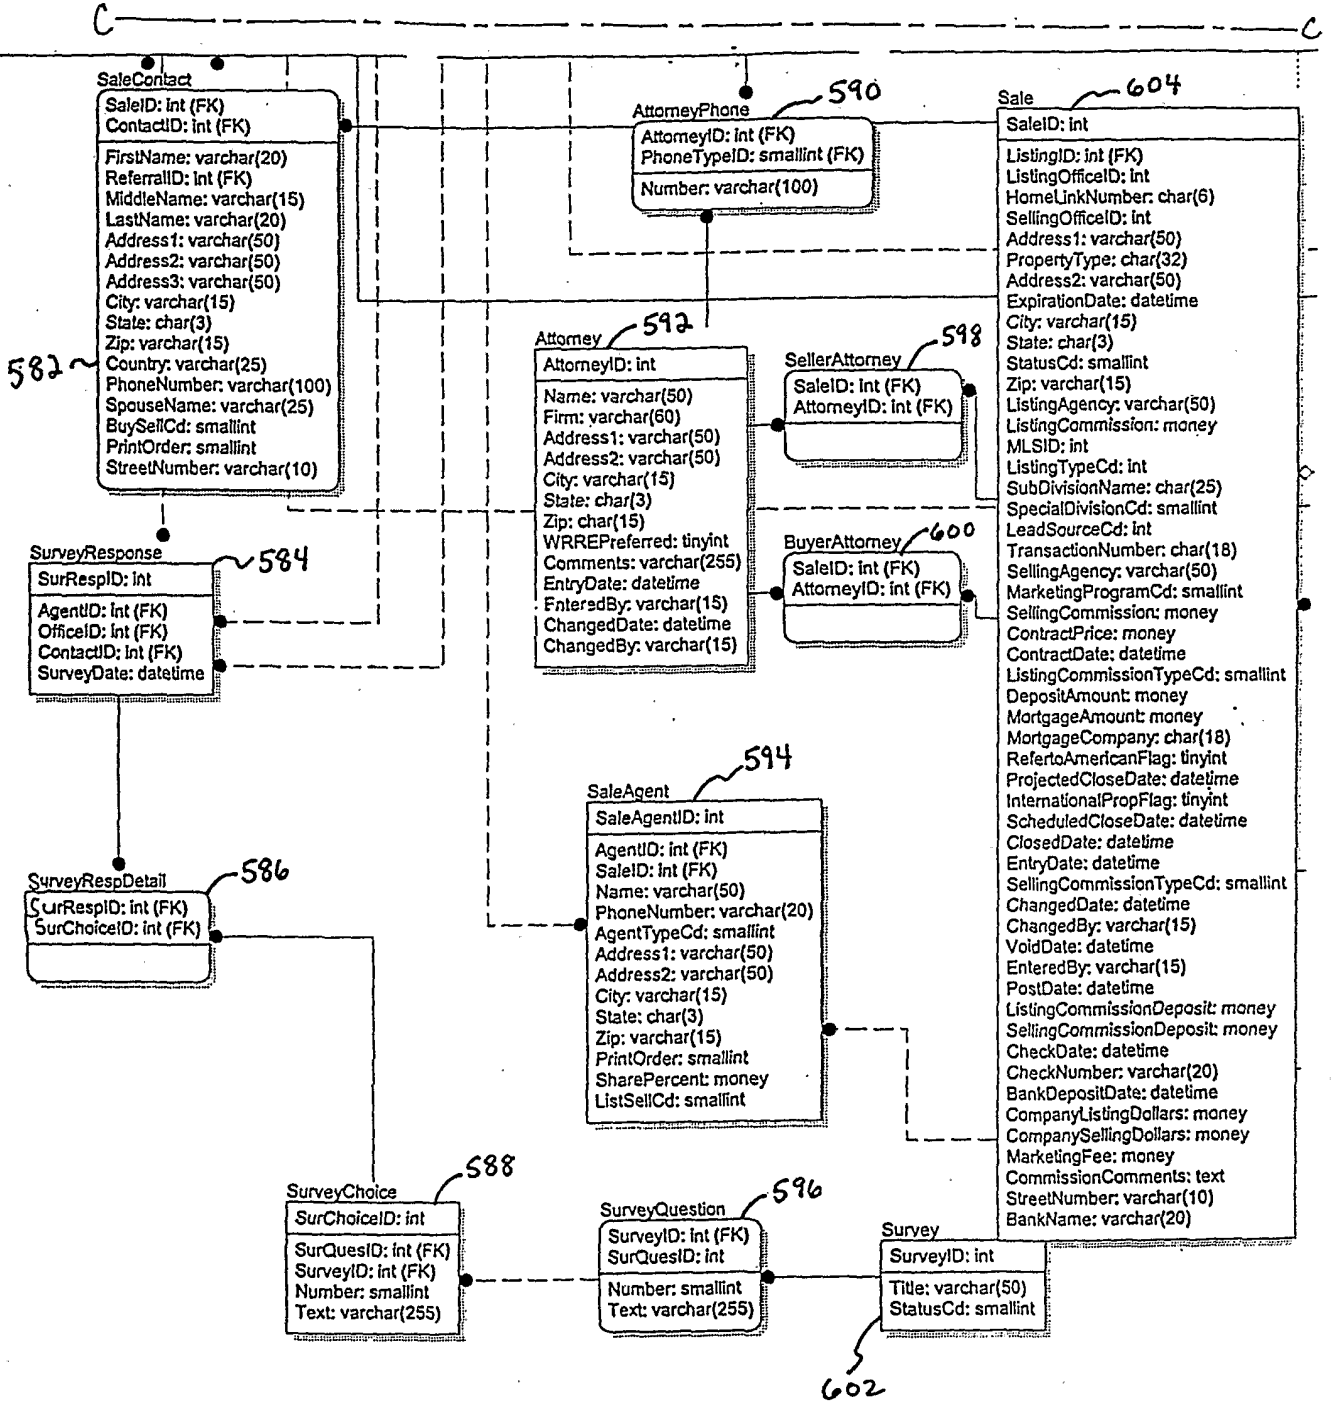 C
C
SaleContact
SaleID: int (FK)
ContactID: int (FK)
FirstName: varchar(20)
ReferralID: int (FK)
MiddleName: varchar(15)
LastName: varchar(20)
Address1: varchar(50)
Address2: varchar(50)
Address3: varchar(50)
City: varchar(15)
State: char(3)
Zip: varchar(15)
Country: varchar(25)
PhoneNumber: varchar(100)
SpouseName: varchar(25)
BuySellCd: smallint
PrintOrder: smallint
StreetNumber: varchar(10)
582
AttorneyPhone
590
AttorneyID: int (FK)
PhoneTypeID: smallint (FK)
Number: varchar(100)
Attorney
592
AttorneyID: int
Name: varchar(50)
Firm: varchar(60)
Address1: varchar(50)
Address2: varchar(50)
City: varchar(15)
State: char(3)
Zip: char(15)
WRREPreferred: tinyint
Comments: varchar(255)
EntryDate: datetime
EnteredBy: varchar(15)
ChangedDate: datetime
ChangedBy: varchar(15)
SellerAttorney
598
SaleID: int (FK)
AttorneyID: int (FK)
BuyerAttorney
600
SaleID: int (FK)
AttorneyID: int (FK)
Sale
604
SaleID: int
ListingID: int (FK)
ListingOfficeID: int
HomeLinkNumber: char(6)
SellingOfficeID: int
Address1: varchar(50)
PropertyType: char(32)
Address2: varchar(50)
ExpirationDate: datetime
City: varchar(15)
State: char(3)
StatusCd: smallint
Zip: varchar(15)
ListingAgency: varchar(50)
ListingCommission: money
MLSID: int
ListingTypeCd: int
SubDivisionName: char(25)
SpecialDivisionCd: smallint
LeadSourceCd: int
TransactionNumber: char(18)
SellingAgency: varchar(50)
MarketingProgramCd: smallint
SellingCommission: money
ContractPrice: money
ContractDate: datetime
ListingCommissionTypeCd: smallint
DepositAmount: money
MortgageAmount: money
MortgageCompany: char(18)
RefertoAmericanFlag: tinyint
ProjectedCloseDate: datetime
InternationalPropFlag: tinyint
ScheduledCloseDate: datetime
ClosedDate: datetime
EntryDate: datetime
SellingCommissionTypeCd: smallint
ChangedDate: datetime
ChangedBy: varchar(15)
VoidDate: datetime
EnteredBy: varchar(15)
PostDate: datetime
ListingCommissionDeposit: money
SellingCommissionDeposit: money
CheckDate: datetime
CheckNumber: varchar(20)
BankDepositDate: datetime
CompanyListingDollars: money
CompanySellingDollars: money
MarketingFee: money
CommissionComments: text
StreetNumber: varchar(10)
BankName: varchar(20)
SurveyResponse
584
SurRespID: int
AgentID: int (FK)
OfficeID: int (FK)
ContactID: int (FK)
SurveyDate: datetime
SaleAgent
594
SaleAgentID: int
AgentID: int (FK)
SaleID: int (FK)
Name: varchar(50)
PhoneNumber: varchar(20)
AgentTypeCd: smallint
Address1: varchar(50)
Address2: varchar(50)
City: varchar(15)
State: char(3)
Zip: varchar(15)
PrintOrder: smallint
SharePercent: money
ListSellCd: smallint
SurveyRespDetail
586
SurRespID: int (FK)
SurChoiceID: int (FK)
SurveyChoice
588
SurChoiceID: int
SurQuesID: int (FK)
SurveyID: int (FK)
Number: smallint
Text: varchar(255)
SurveyQuestion
596
SurveyID: int (FK)
SurQuesID: int
Number: smallint
Text: varchar(255)
Survey
SurveyID: int
Title: varchar(50)
StatusCd: smallint
602